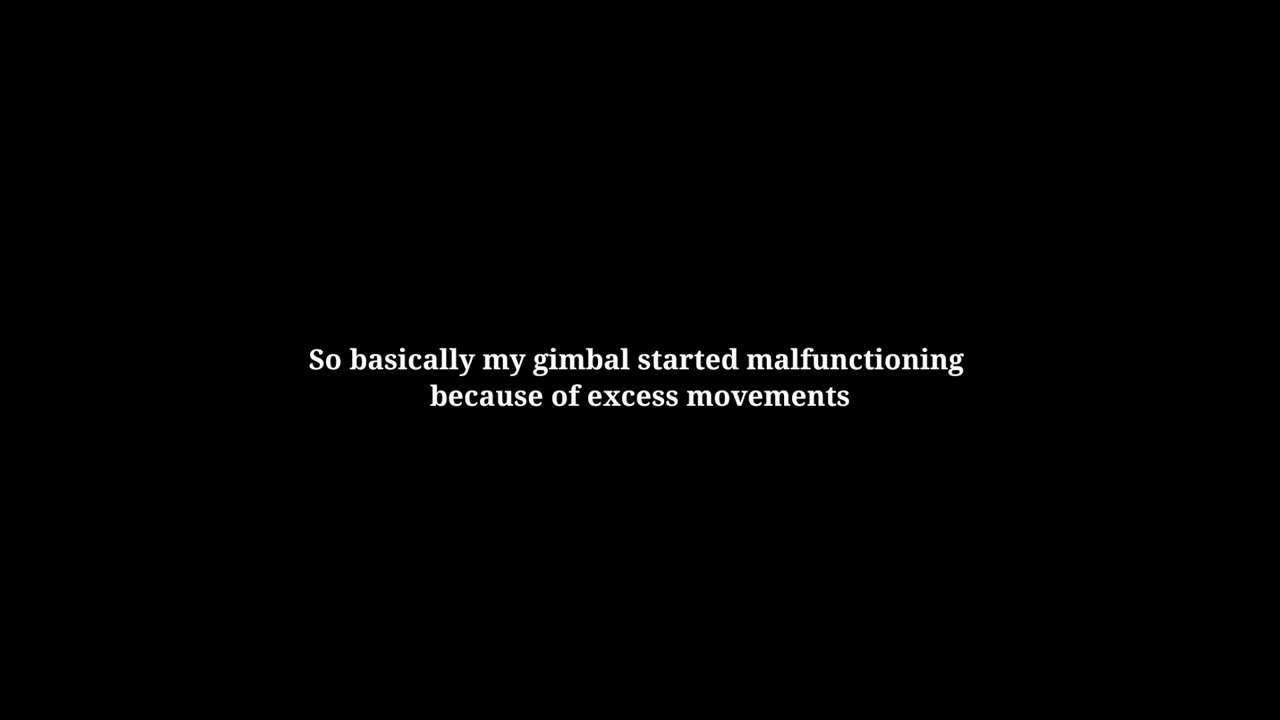 So basically my gimbal started malfunctioning
because of excess movements